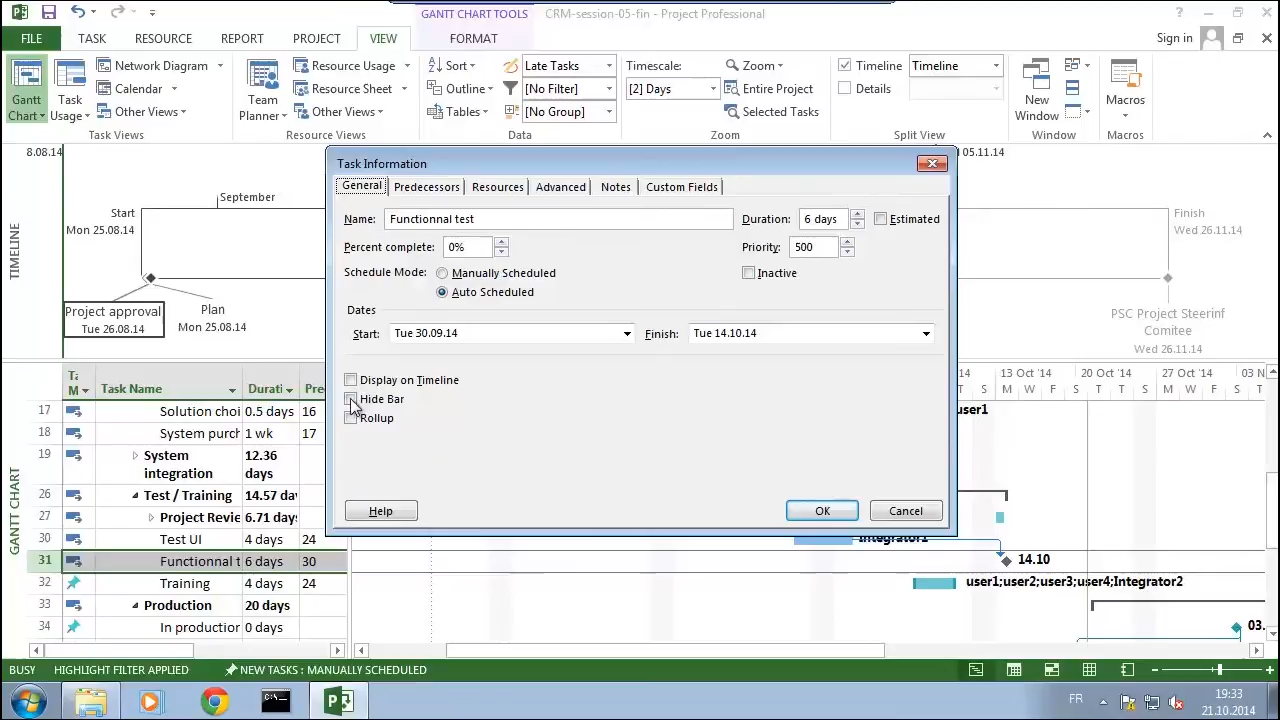 GANTT CHART TOOLS
CRM-session-05-fin - Project Professional
FILE TASK RESOURCE REPORT PROJECT VIEW FORMAT Sign in
Network Diagram Resource Usage Sort Late Tasks Timescale: Zoom Timeline Timeline
Gantt Chart Task Usage Calendar Team Planner Resource Sheet Outline [No Filter] [2] Days Entire Project Details New Window Macros
Other Views Other Views Tables [No Group] Selected Tasks
Task Views Resource Views Data Zoom Split View Window Macros
8.08.14
05.11.14
TIMELINE
September
Start
Mon 25.08.14
Project approval
Tue 26.08.14
Plan
Mon 25.08.14
Finish
Wed 26.11.14
PSC Project Steerinf
Comitee
Wed 26.11.14
Task Information
General Predecessors Resources Advanced Notes Custom Fields
Name: Functionnal test Duration: 6 days Estimated
Percent complete: 0% Priority: 500
Schedule Mode: Manually Scheduled Inactive
Auto Scheduled
Dates
Start: Tue 30.09.14 Finish: Tue 14.10.14
Display on Timeline
Hide Bar
Rollup
Help OK Cancel
GANTT CHART
Ta
M Task Name Durati Pre
14 13 Oct '14 20 Oct '14 27 Oct '14 03 N
S M W F S T T S M W F S T
17 Solution choi 0.5 days 16
user1
18 System purch 1 wk 17
19 System integration 12.36 days
26 Test / Training 14.57 day
27 Project Revie 6.71 days
30 Test UI 4 days 24
Integrator1
31 Functionnal t 6 days 30
14.10
32 Training 4 days 24
user1;user2;user3;user4;Integrator2
33 Production 20 days
34 In production 0 days
03.
BUSY HIGHLIGHT FILTER APPLIED NEW TASKS : MANUALLY SCHEDULED
FR
19:33
21.10.2014